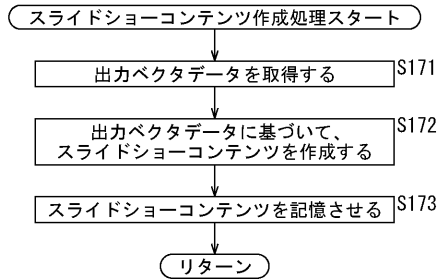 スライドショーコンテンツ作成処理スタート
出力ベクタデータを取得する
S171
出力ベクタデータに基づいて、
スライドショーコンテンツを作成する
S172
スライドショーコンテンツを記憶させる
S173
リターン